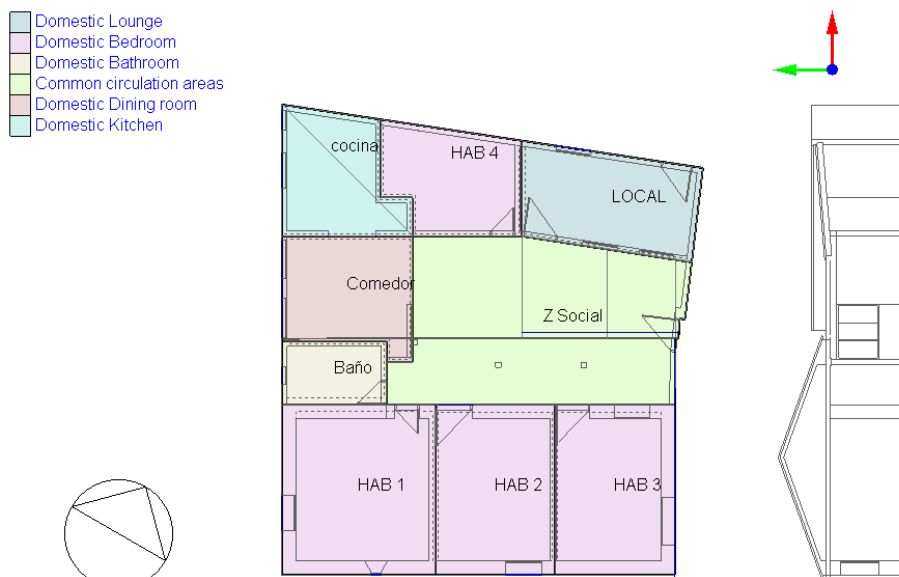 Domestic Lounge
Domestic Bedroom
Domestic Bathroom
Common circulation areas
Domestic Dining room
Domestic Kitchen
cocina
HAB 4
LOCAL
Comedor
Z Social
Baño
HAB 1
HAB 2
HAB 3